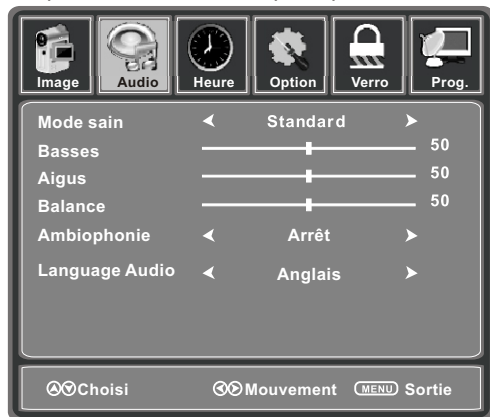 Image Audio Heure Option Verro Prog.
Mode sain Standard
Basses 50
Aigus 50
Balance 50
Ambiophonie Arrêt
Language Audio Anglais
Choisi Mouvement MENU Sortie